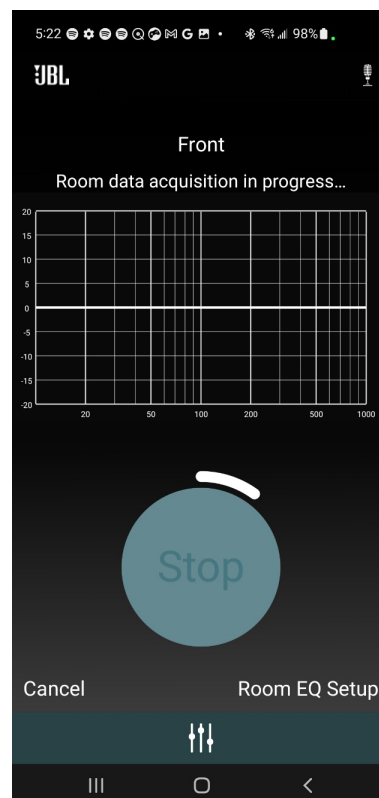 5:22 G 98%
JBL
Front
Room data acquisition in progress...
20
15
10
5
0
-5
-10
-15
-20
20 50 100 200 500 1000
Stop
Cancel Room EQ Setup